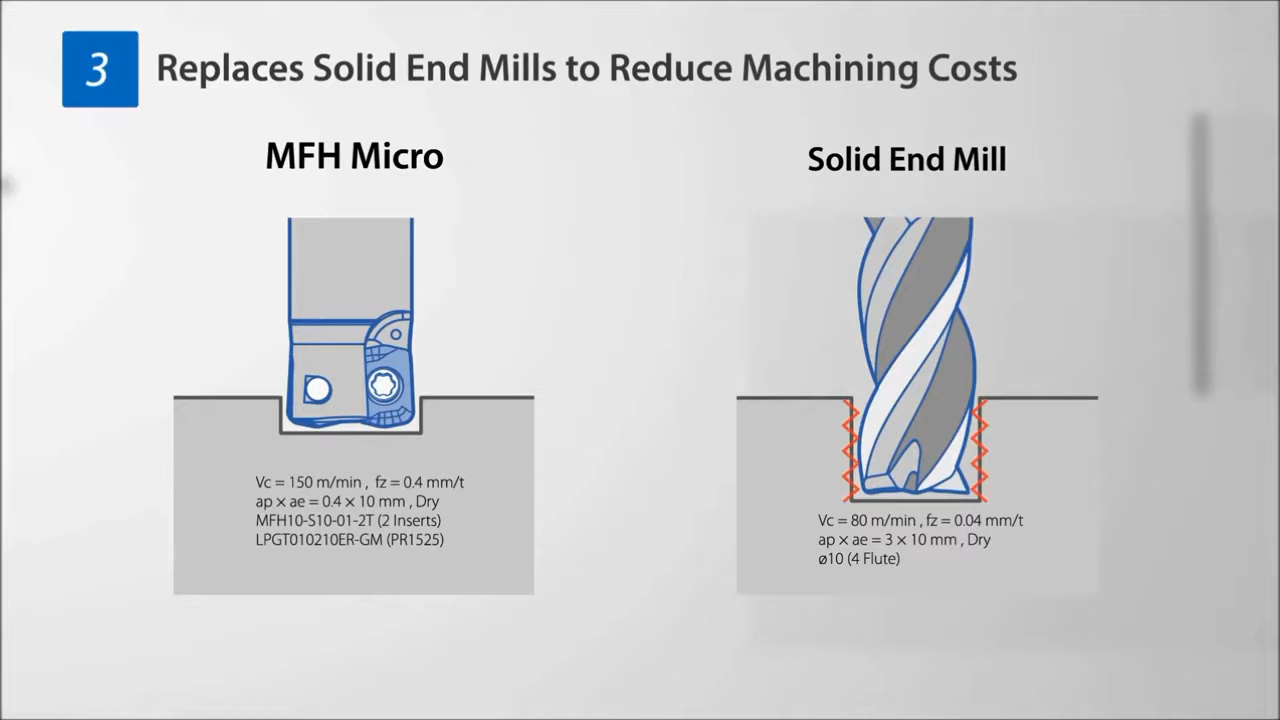 3
Replaces Solid End Mills to Reduce Machining Costs
MFH Micro
Vc = 150 m/min , fz = 0.4 mm/t
ap × ae = 0.4 × 10 mm , Dry
MFH10-S10-01-2T (2 Inserts)
LPGT010210ER-GM (PR1525)
Solid End Mill
Vc = 80 m/min , fz = 0.04 mm/t
ap × ae = 3 × 10 mm , Dry
ø10 (4 Flute)